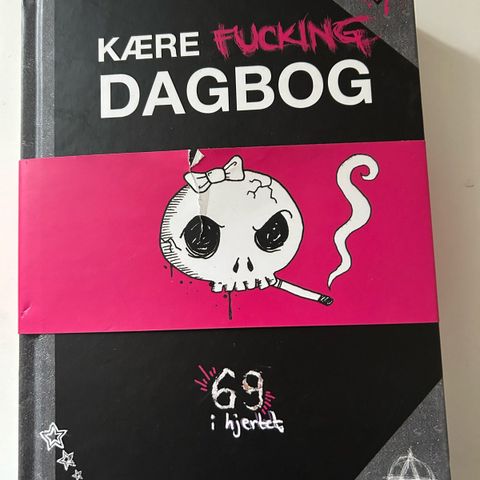 KÆRE FUCKING
DAGBOG
69
i hjertet